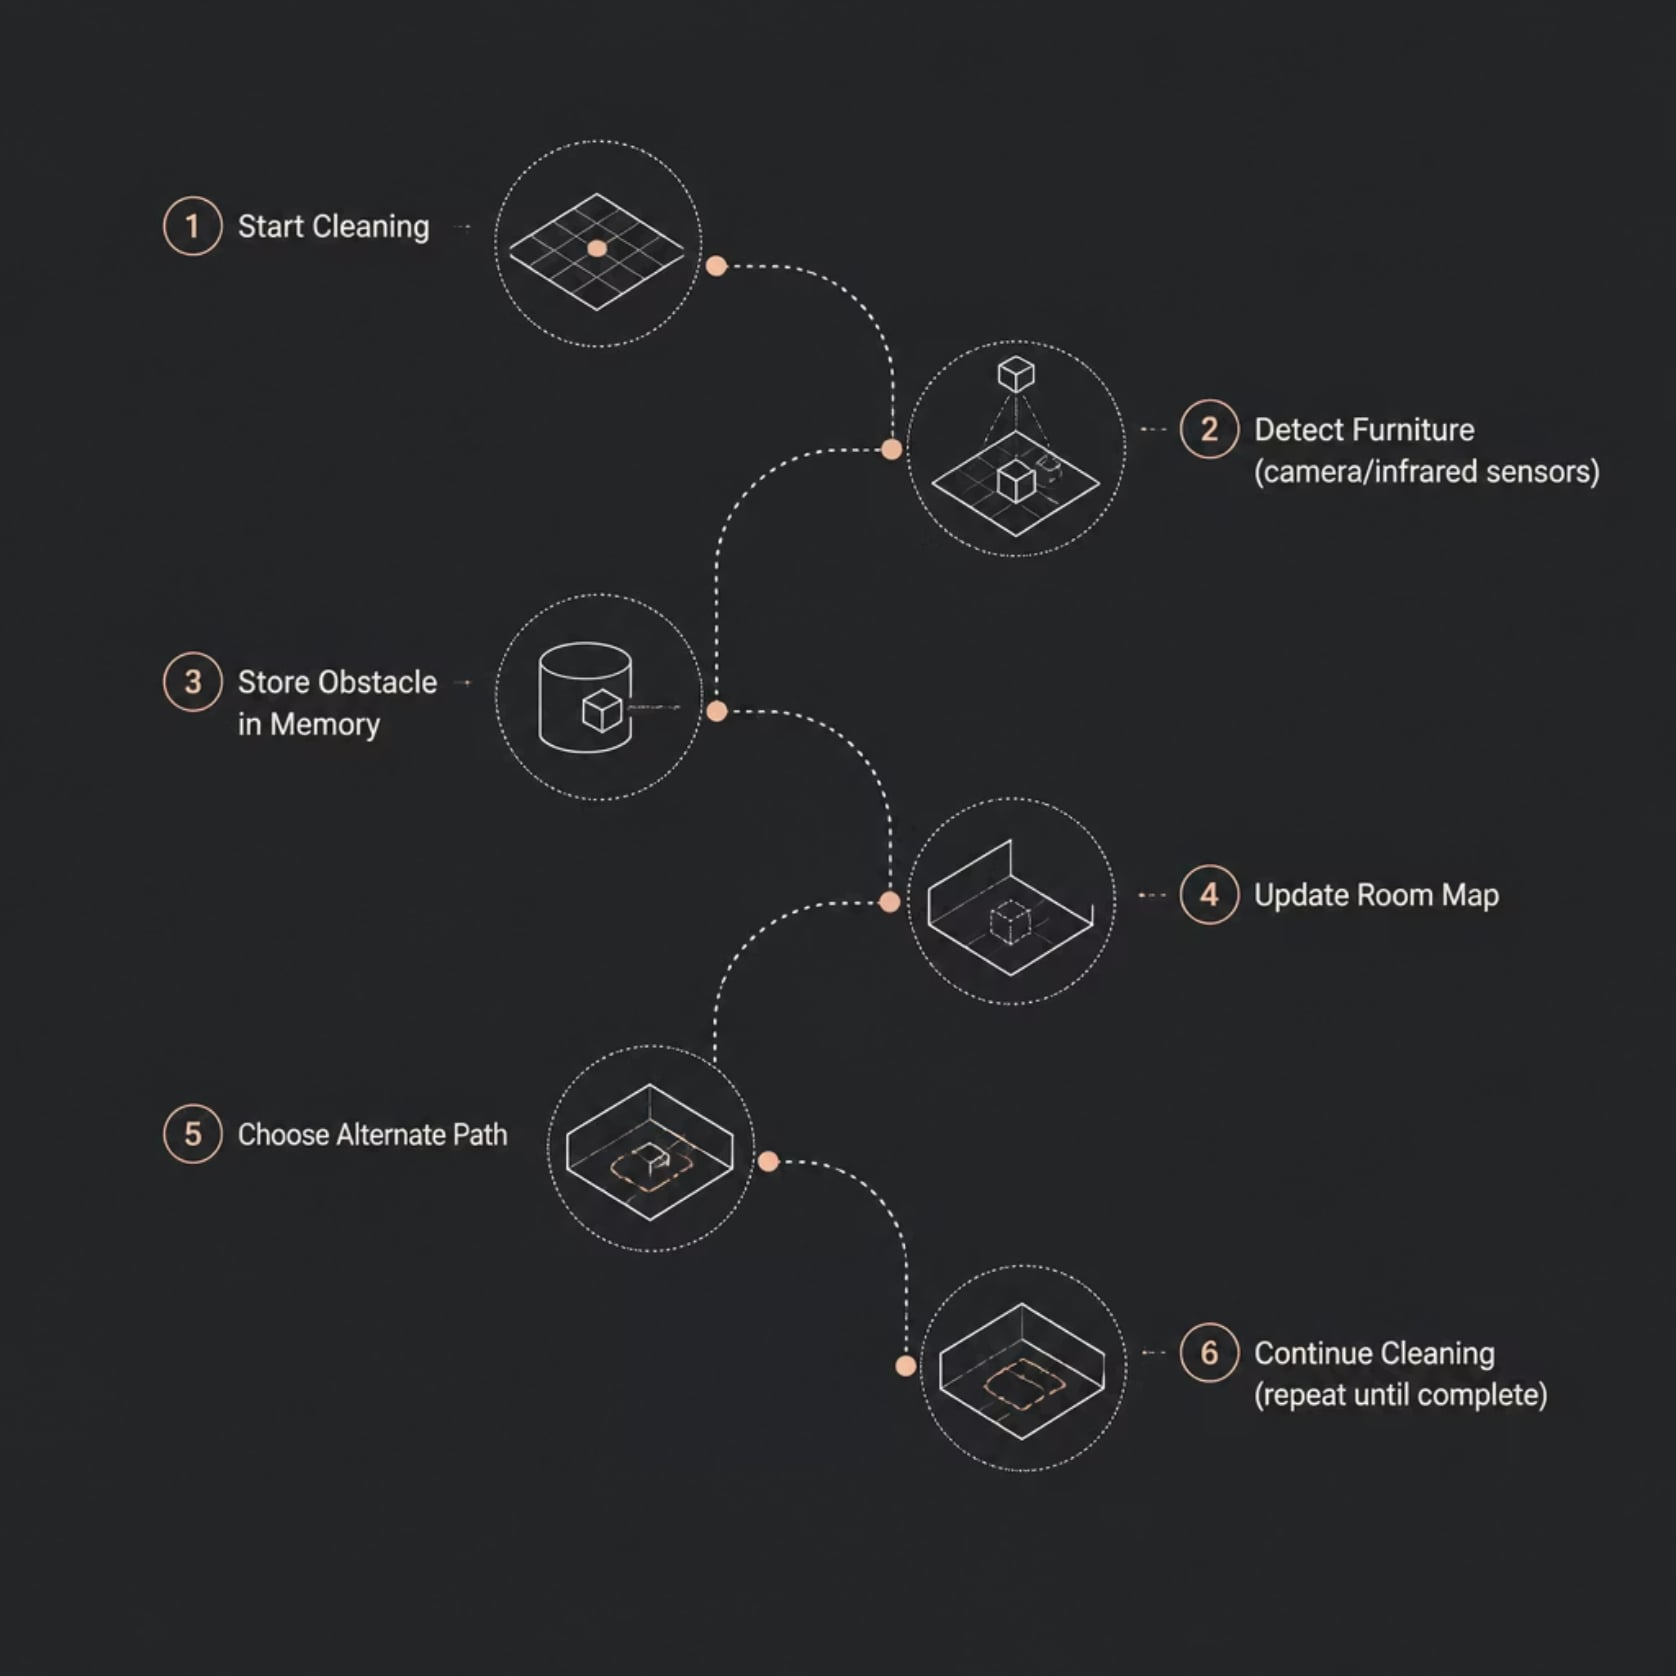 1 Start Cleaning
2 Detect Furniture
(camera/infrared sensors)
3 Store Obstacle
in Memory
4 Update Room Map
5 Choose Alternate Path
6 Continue Cleaning
(repeat until complete)